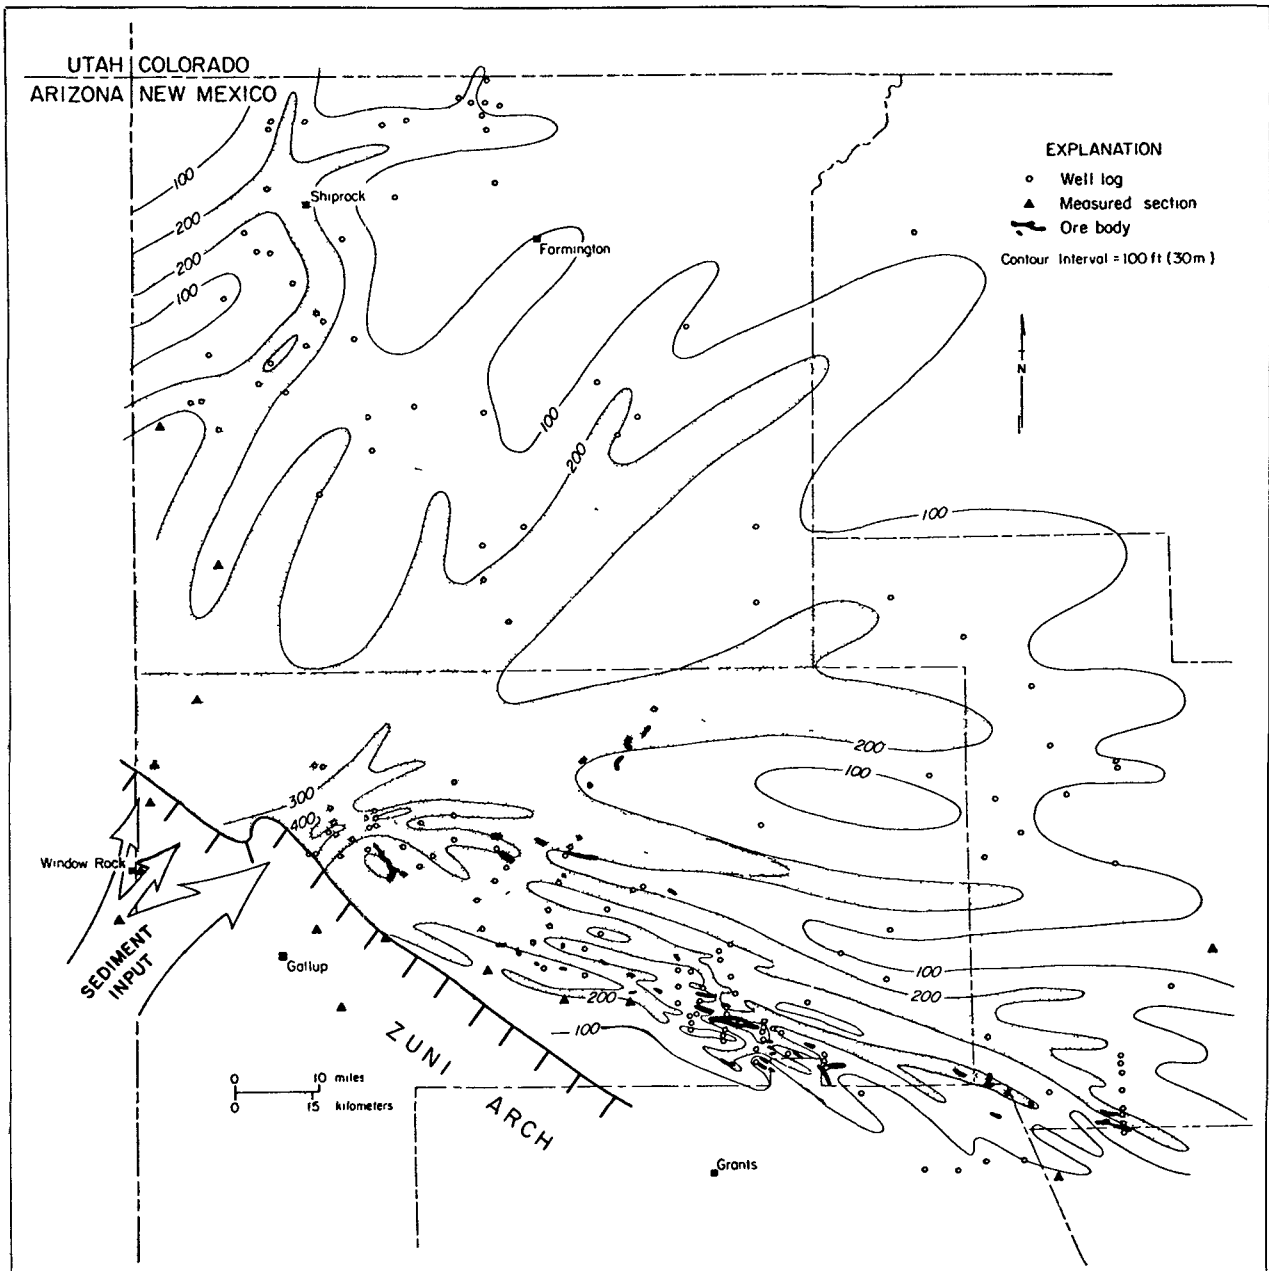 UTAH COLORADO
ARIZONA NEW MEXICO
EXPLANATION
Well log
Measured section
Ore body
Contour Interval = 100 ft (30 m)
N
100
Shiprock
200
Farmington
200
100
100
200
100
200
100
300
400
Window Rock
SEDIMENT
INPUT
Gallup
100
200
200
100
ZUNI
ARCH
0 10 miles
0 15 kilometers
Grants